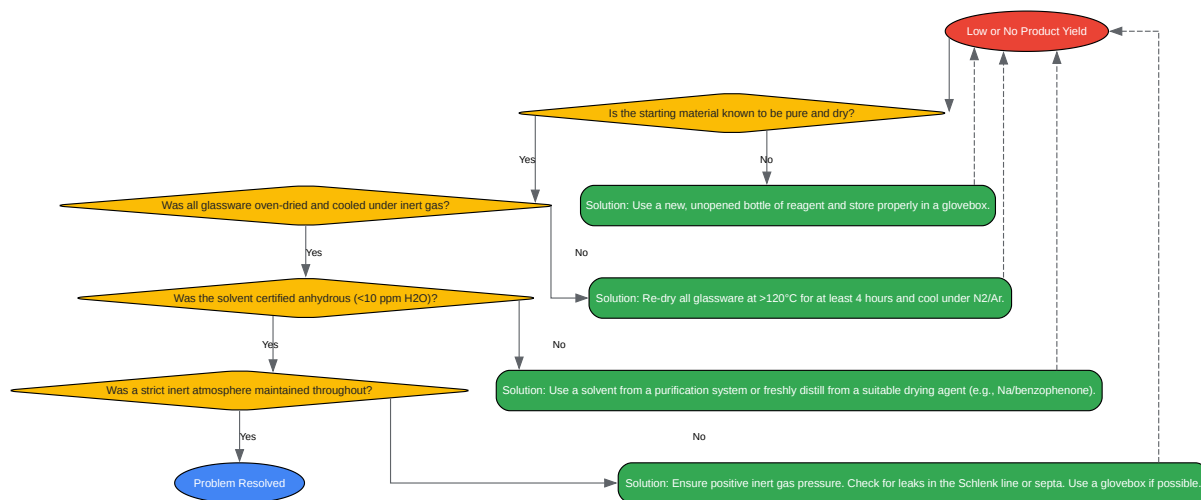 Low or No Product Yield
Is the starting material known to be pure and dry?
Yes
No
Was all glassware oven-dried and cooled under inert gas?
Solution: Use a new, unopened bottle of reagent and store properly in a glovebox.
Yes
No
Was the solvent certified anhydrous (<10 ppm H2O)?
Solution: Re-dry all glassware at >120°C for at least 4 hours and cool under N2/Ar.
Yes
No
Was a strict inert atmosphere maintained throughout?
Solution: Use a solvent from a purification system or freshly distill from a suitable drying agent (e.g., Na/benzophenone).
Yes
No
Problem Resolved
Solution: Ensure positive inert gas pressure. Check for leaks in the Schlenk line or septa. Use a glovebox if possible.